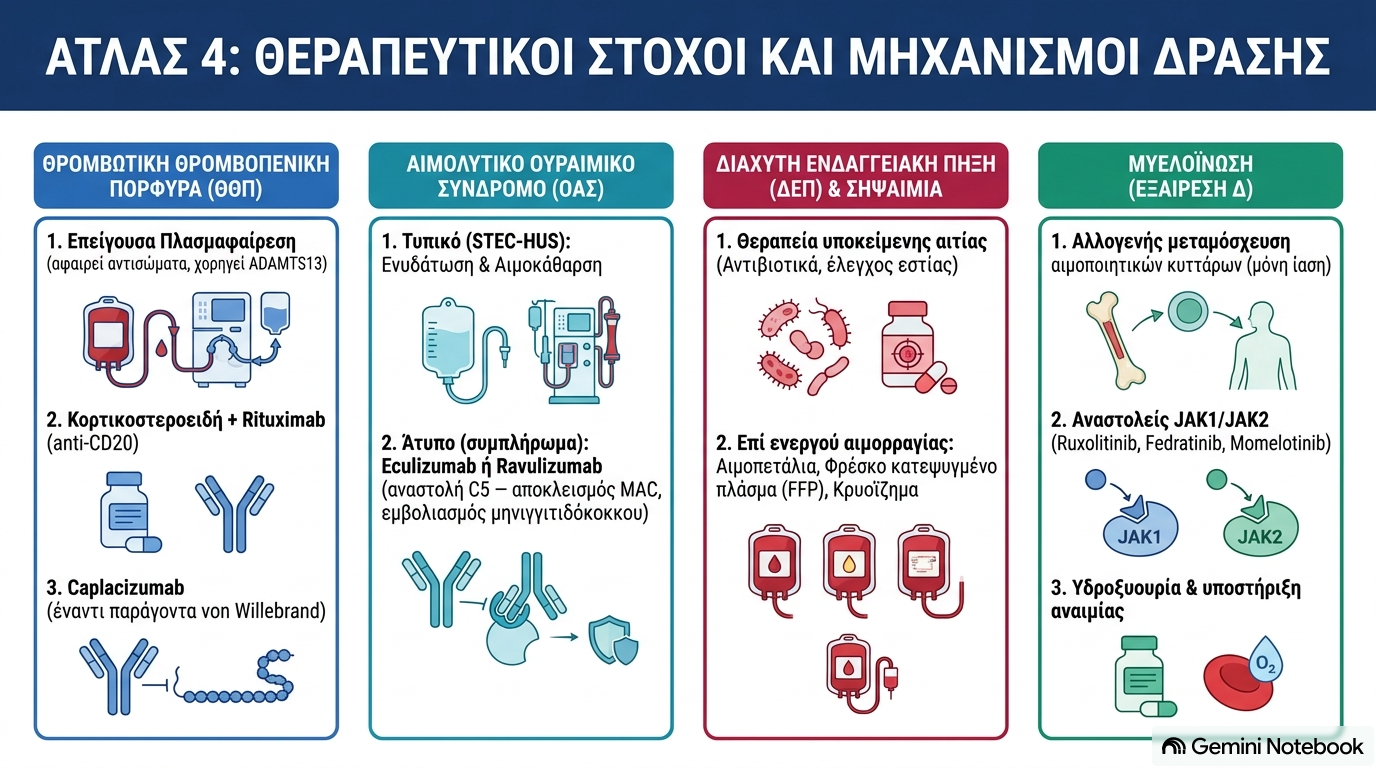 ΑΤΛΑΣ 4: ΘΕΡΑΠΕΥΤΙΚΟΙ ΣΤΟΧΟΙ ΚΑΙ ΜΗΧΑΝΙΣΜΟΙ ΔΡΑΣΗΣ
ΘΡΟΜΒΩΤΙΚΗ ΘΡΟΜΒΟΠΕΝΙΚΗ
ΠΟΡΦΥΡΑ (ΘΘΠ)
1. Επείγουσα Πλασμαφαίρεση
(αφαιρεί αντισώματα, χορηγεί ADAMTS13)
2. Κορτικοστεροειδή + Rituximab
(anti-CD20)
3. Caplacizumab
(έναντι παράγοντα von Willebrand)
ΑΙΜΟΛΥΤΙΚΟ ΟΥΡΑΙΜΙΚΟ
ΣΥΝΔΡΟΜΟ (ΟΑΣ)
1. Τυπικό (STEC-HUS):
Ενυδάτωση & Αιμοκάθαρση
2. Άτυπο (συμπλήρωμα):
Eculizumab ή Ravulizumab
(αναστολή C5 — αποκλεισμός MAC,
εμβολιασμός μηνιγγιτιδόκοκκου)
ΔΙΑΧΥΤΗ ΕΝΔΑΓΓΕΙΑΚΗ ΠΗΞΗ
(ΔΕΠ) & ΣΗΨΑΙΜΙΑ
1. Θεραπεία υποκείμενης αιτίας
(Αντιβιοτικά, έλεγχος εστίας)
2. Επί ενεργού αιμορραγίας:
Αιμοπετάλια, Φρέσκο κατεψυγμένο
πλάσμα (FFP), Κρυοΐζημα
ΜΥΕΛΟΪΝΩΣΗ
(ΕΞΑΙΡΕΣΗ Δ)
1. Αλλογενής μεταμόσχευση
αιμοποιητικών κυττάρων (μόνη ίαση)
2. Αναστολείς JAK1/JAK2
(Ruxolitinib, Fedratinib, Momelotinib)
JAK1
JAK2
3. Υδροξυουρία & υποστήριξη
αναιμίας
O₂
Gemini Notebook